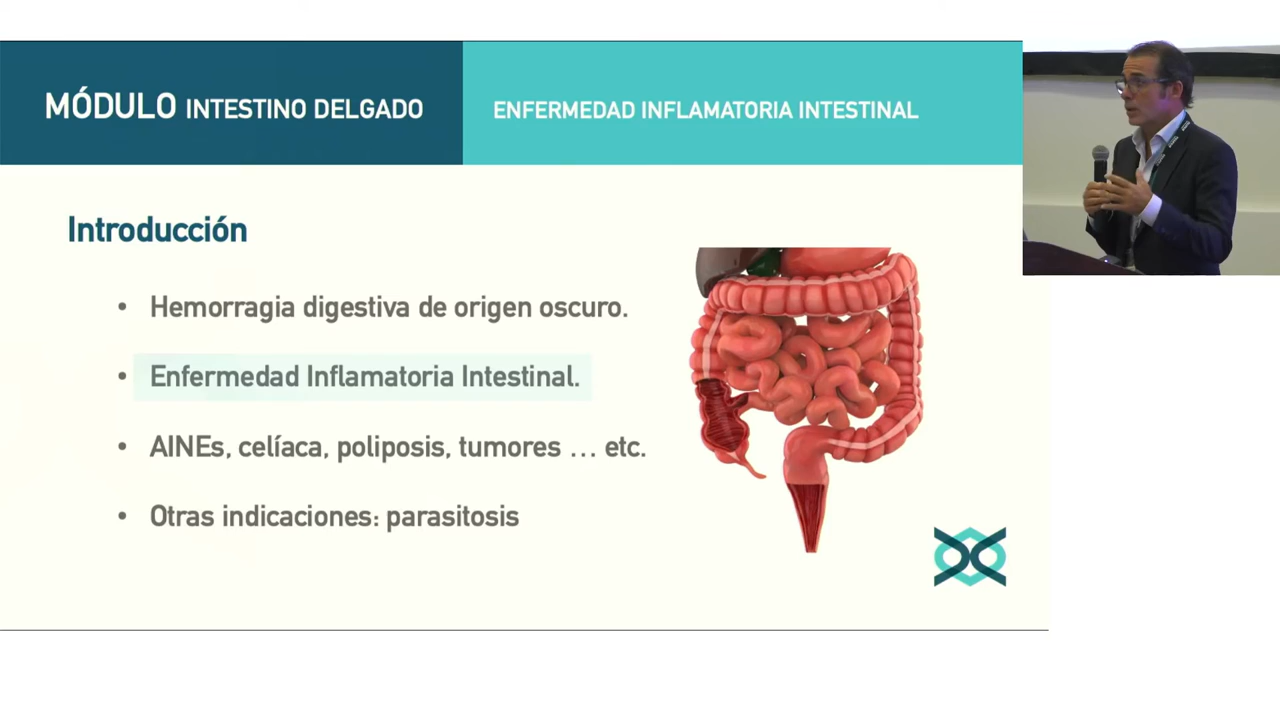 MÓDULO INTESTINO DELGADO
ENFERMEDAD INFLAMATORIA INTESTINAL
Introducción
• Hemorragia digestiva de origen oscuro.
• Enfermedad Inflamatoria Intestinal.
• AINEs, celíaca, poliposis, tumores ... etc.
• Otras indicaciones: parasitosis